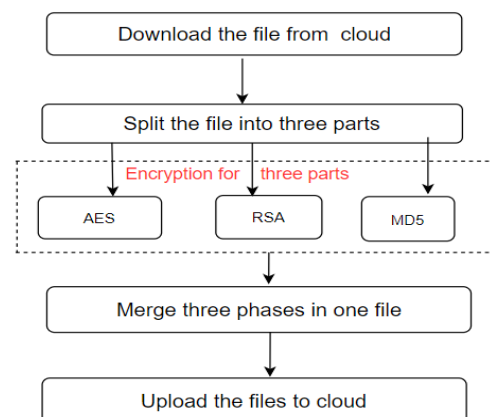 Download the file from cloud
Split the file into three parts
Encryption for three parts
AES
RSA
MD5
Merge three phases in one file
Upload the files to cloud